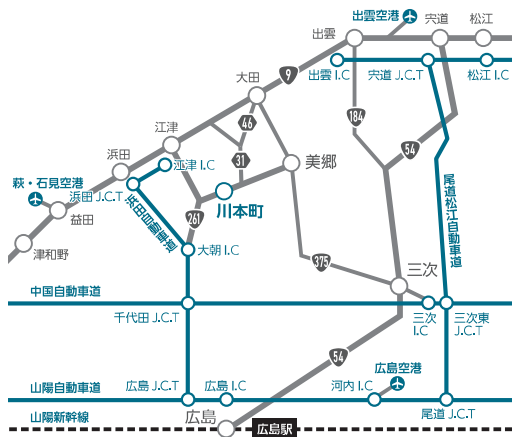 出雲空港
宍道
松江
出雲
9
出雲 I.C
宍道 J.C.T
松江 I.C
大田
46
184
江津
31
54
浜田
江津 I.C
美郷
萩・石見空港
浜田 J.C.T
川本町
尾道松江自動車道
益田
浜田自動車道
261
津和野
大朝 I.C
375
三次
中国自動車道
千代田 J.C.T
三次
I.C
三次東
J.C.T
54
広島空港
山陽自動車道
広島 J.C.T
広島 I.C
河内 I.C
尾道 J.C.T
山陽新幹線
広島
広島駅